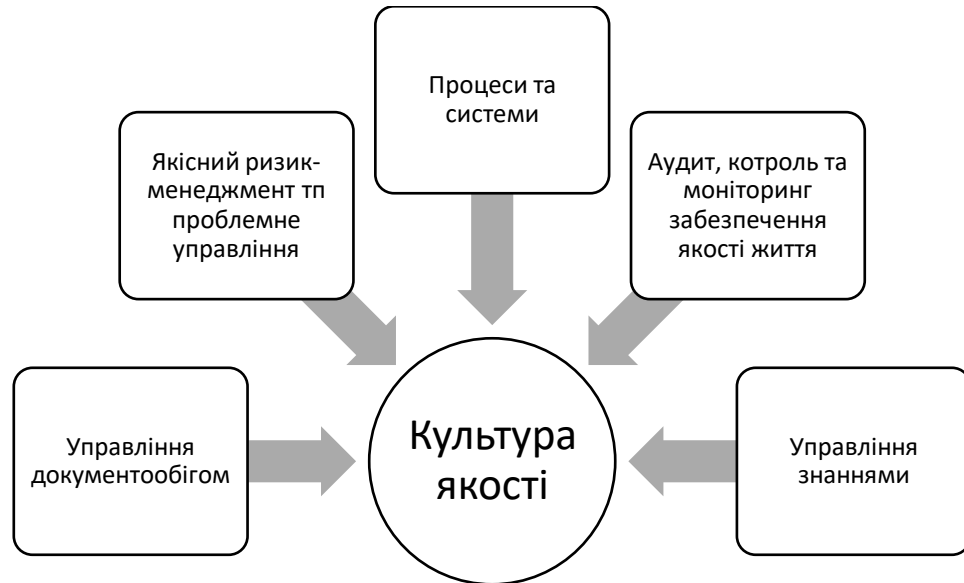 Процеси та
системи
Якісний ризик-
менеджмент тп
проблемне
управління
Аудит, котроль та
моніторинг
забезпечення
якості життя
Управління
документообігом
Культура
якості
Управління
знаннями